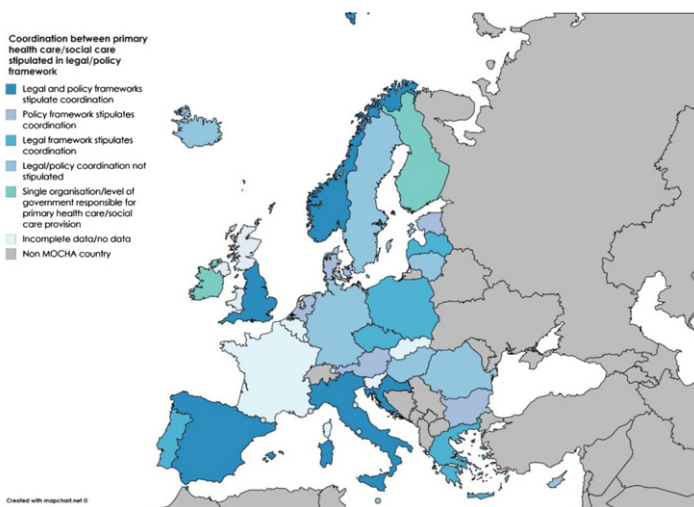 Coordination between primary
health care/social care
stipulated in legal/policy
framework
Legal and policy frameworks
stipulate coordination
Policy framework stipulates
coordination
Legal framework stipulates
coordination
Legal/policy coordination not
stipulated
Single organisation/level of
government responsible for
primary health care/social
care provision
Incomplete data/no data
Non MOCHA country
Created with mapchart.net ©